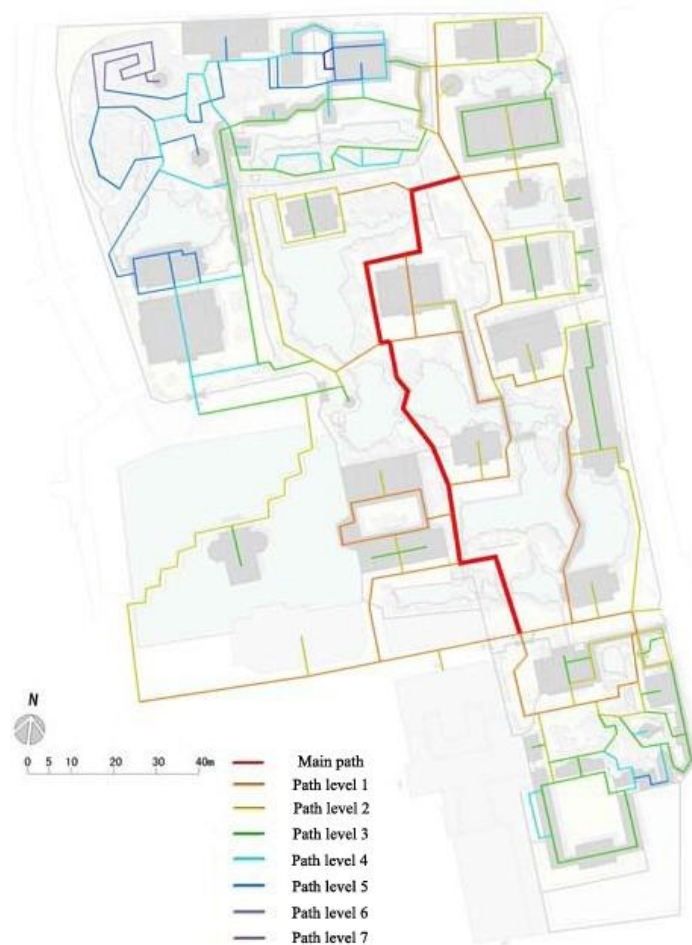 N
0 5 10 20 40m
Main path
Path level 1
Path level 2
Path level 3
Path level 4
Path level 5
Path level 6
Path level 7